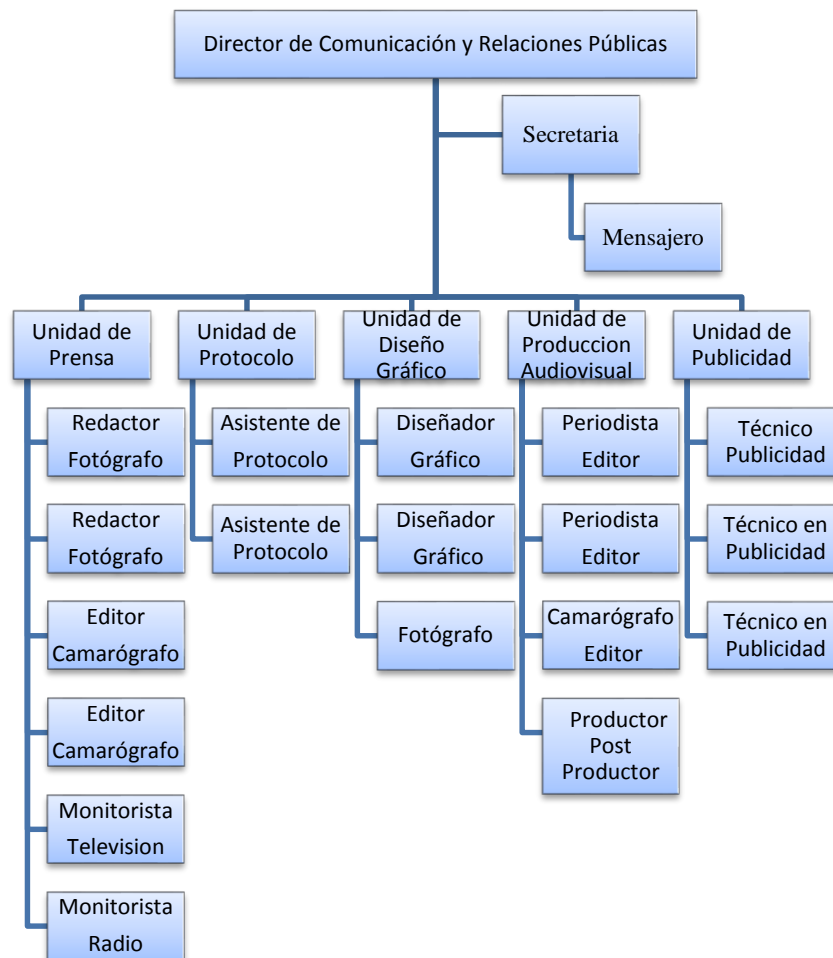 Director de Comunicación y Relaciones Públicas
Secretaria
Mensajero
Unidad de
Prensa
Redactor
Fotógrafo
Redactor
Fotógrafo
Editor
Camarógrafo
Editor
Camarógrafo
Monitorista
Television
Monitorista
Radio
Unidad de
Protocolo
Asistente de
Protocolo
Asistente de
Protocolo
Unidad de
Diseño
Gráfico
Diseñador
Gráfico
Diseñador
Gráfico
Fotógrafo
Unidad de
Produccion
Audiovisual
Periodista
Editor
Periodista
Editor
Camarógrafo
Editor
Productor
Post
Productor
Unidad de
Publicidad
Técnico
Publicidad
Técnico en
Publicidad
Técnico en
Publicidad